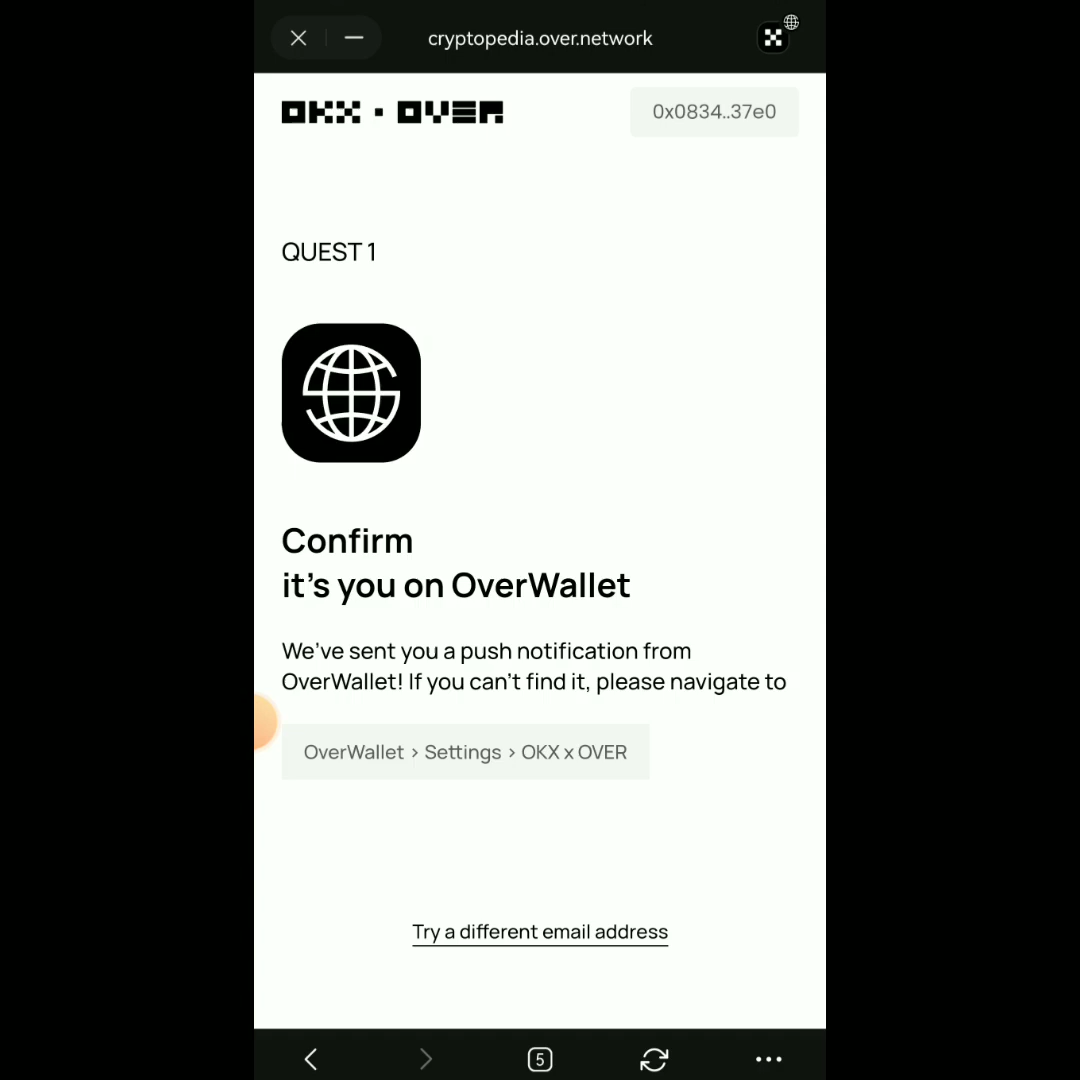 cryptopedia.over.network
OKX · OVER
0x0834..37e0
QUEST 1
Confirm
it's you on OverWallet
We've sent you a push notification from
OverWallet! If you can't find it, please navigate to
OverWallet > Settings > OKX x OVER
Try a different email address
5